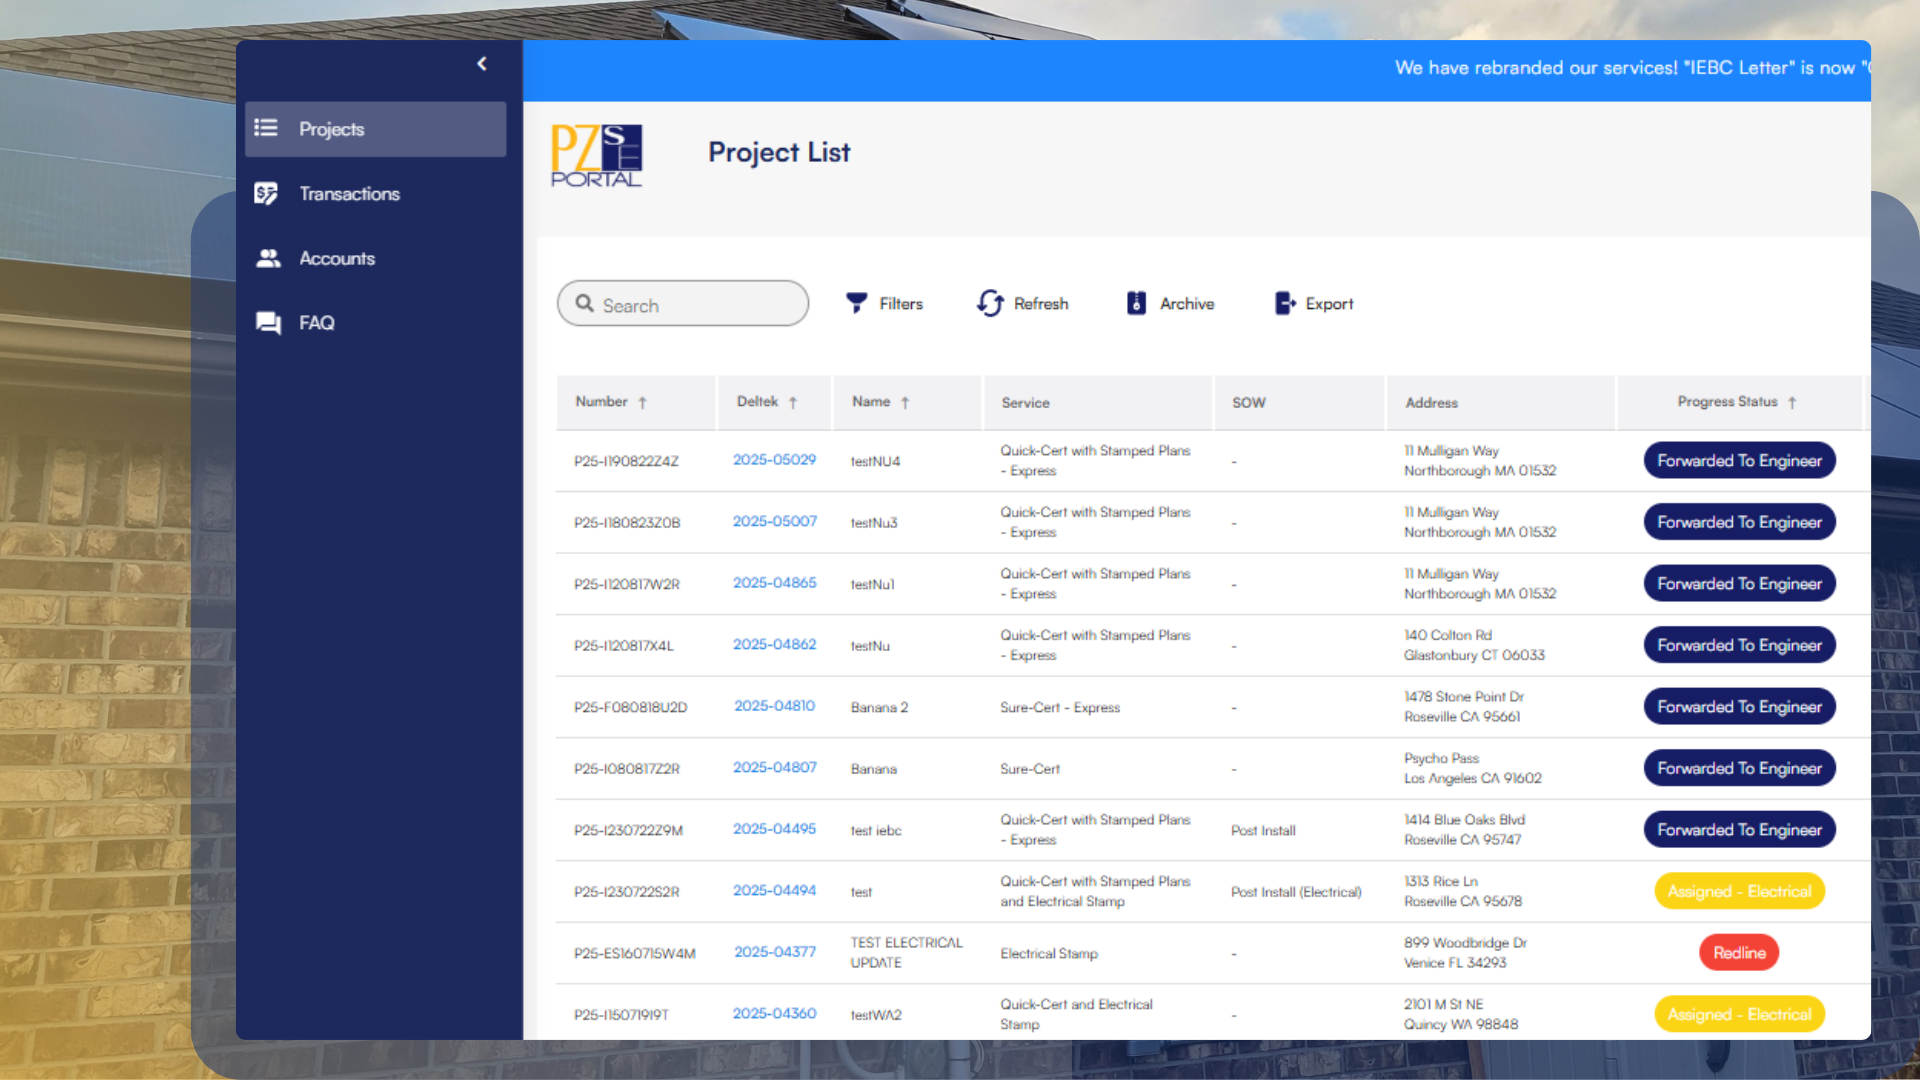 We have rebranded our services! "IEBC Letter" is now "
Projects
Transactions
Accounts
FAQ
PZSE
PORTAL
Project List
Search
Filters
Refresh
Archive
Export
Number ↑ Deltek ↑ Name ↑ Service SOW Address Progress Status ↑
P25-I190822Z4Z 2025-05029 testNU4 Quick-Cert with Stamped Plans - 11 Mulligan Way Forwarded To Engineer
- Express Northborough MA 01532
P25-I180823Z0B 2025-05007 testNu3 Quick-Cert with Stamped Plans - 11 Mulligan Way Forwarded To Engineer
- Express Northborough MA 01532
P25-I120817W2R 2025-04865 testNu1 Quick-Cert with Stamped Plans - 11 Mulligan Way Forwarded To Engineer
- Express Northborough MA 01532
P25-I120817X4L 2025-04862 testNu Quick-Cert with Stamped Plans - 140 Colton Rd Forwarded To Engineer
- Express Glastonbury CT 06033
P25-F080818U2D 2025-04810 Banana 2 Sure-Cert - Express - 1478 Stone Point Dr Forwarded To Engineer
Roseville CA 95661
P25-I080817Z2R 2025-04807 Banana Sure-Cert - Psycho Pass Forwarded To Engineer
Los Angeles CA 91602
P25-I230722Z9M 2025-04495 test iebc Quick-Cert with Stamped Plans Post Install 1414 Blue Oaks Blvd Forwarded To Engineer
- Express Roseville CA 95747
P25-I230722S2R 2025-04494 test Quick-Cert with Stamped Plans Post Install (Electrical) 1313 Rice Ln Assigned - Electrical
and Electrical Stamp Roseville CA 95678
P25-ES160715W4M 2025-04377 TEST ELECTRICAL Electrical Stamp - 899 Woodbridge Dr Redline
UPDATE Venice FL 34293
P25-I150719I9T 2025-04360 testWA2 Quick-Cert and Electrical - 2101 M St NE Assigned - Electrical
Stamp Quincy WA 98848